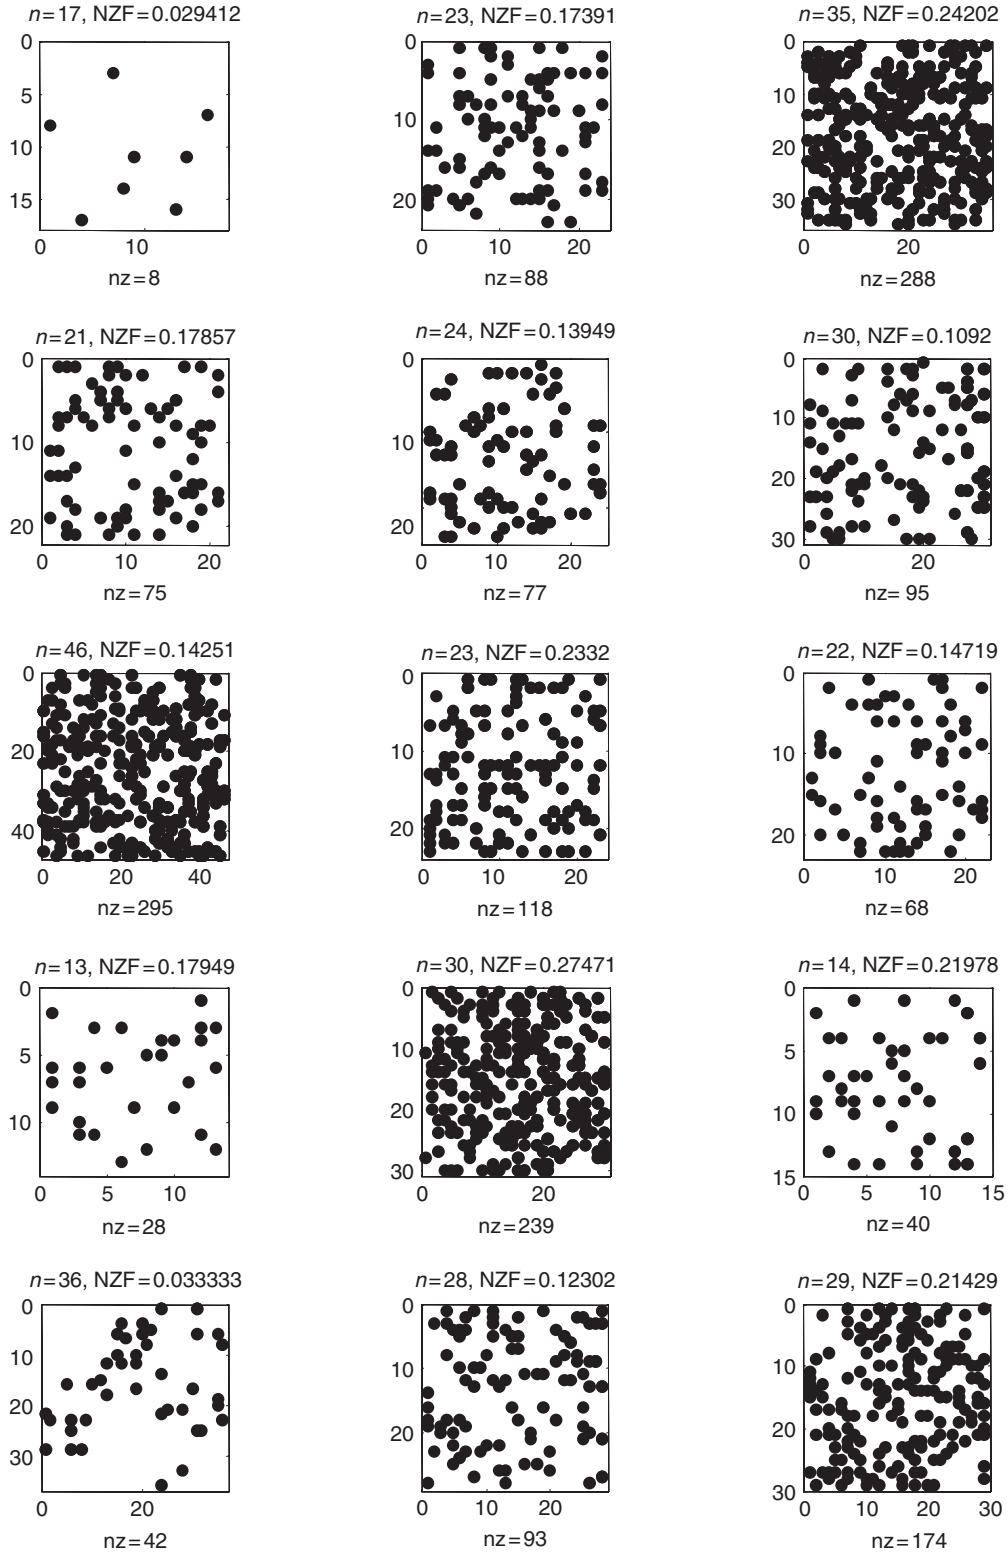 n=17, NZF=0.029412
0
5
10
15
0 10
nz=8
n=23, NZF=0.17391
0
10
20
0 10 20
nz=88
n=35, NZF=0.24202
0
10
20
30
0 20
nz=288
n=21, NZF=0.17857
0
10
20
0 10 20
nz=75
n=24, NZF=0.13949
0
10
20
0 10 20
nz=77
n=30, NZF=0.1092
0
10
20
30
0 20
nz= 95
n=46, NZF=0.14251
0
20
40
0 20 40
nz=295
n=23, NZF=0.2332
0
10
20
0 10 20
nz=118
n=22, NZF=0.14719
0
10
20
0 10 20
nz=68
n=13, NZF=0.17949
0
5
10
0 5 10
nz=28
n=30, NZF=0.27471
0
10
20
30
0 20
nz=239
n=14, NZF=0.21978
0
5
10
15
0 5 10 15
nz=40
n=36, NZF=0.033333
0
10
20
30
0 20
nz=42
n=28, NZF=0.12302
0
10
20
0 10 20
nz=93
n=29, NZF=0.21429
0
10
20
30
0 10 20 30
nz=174